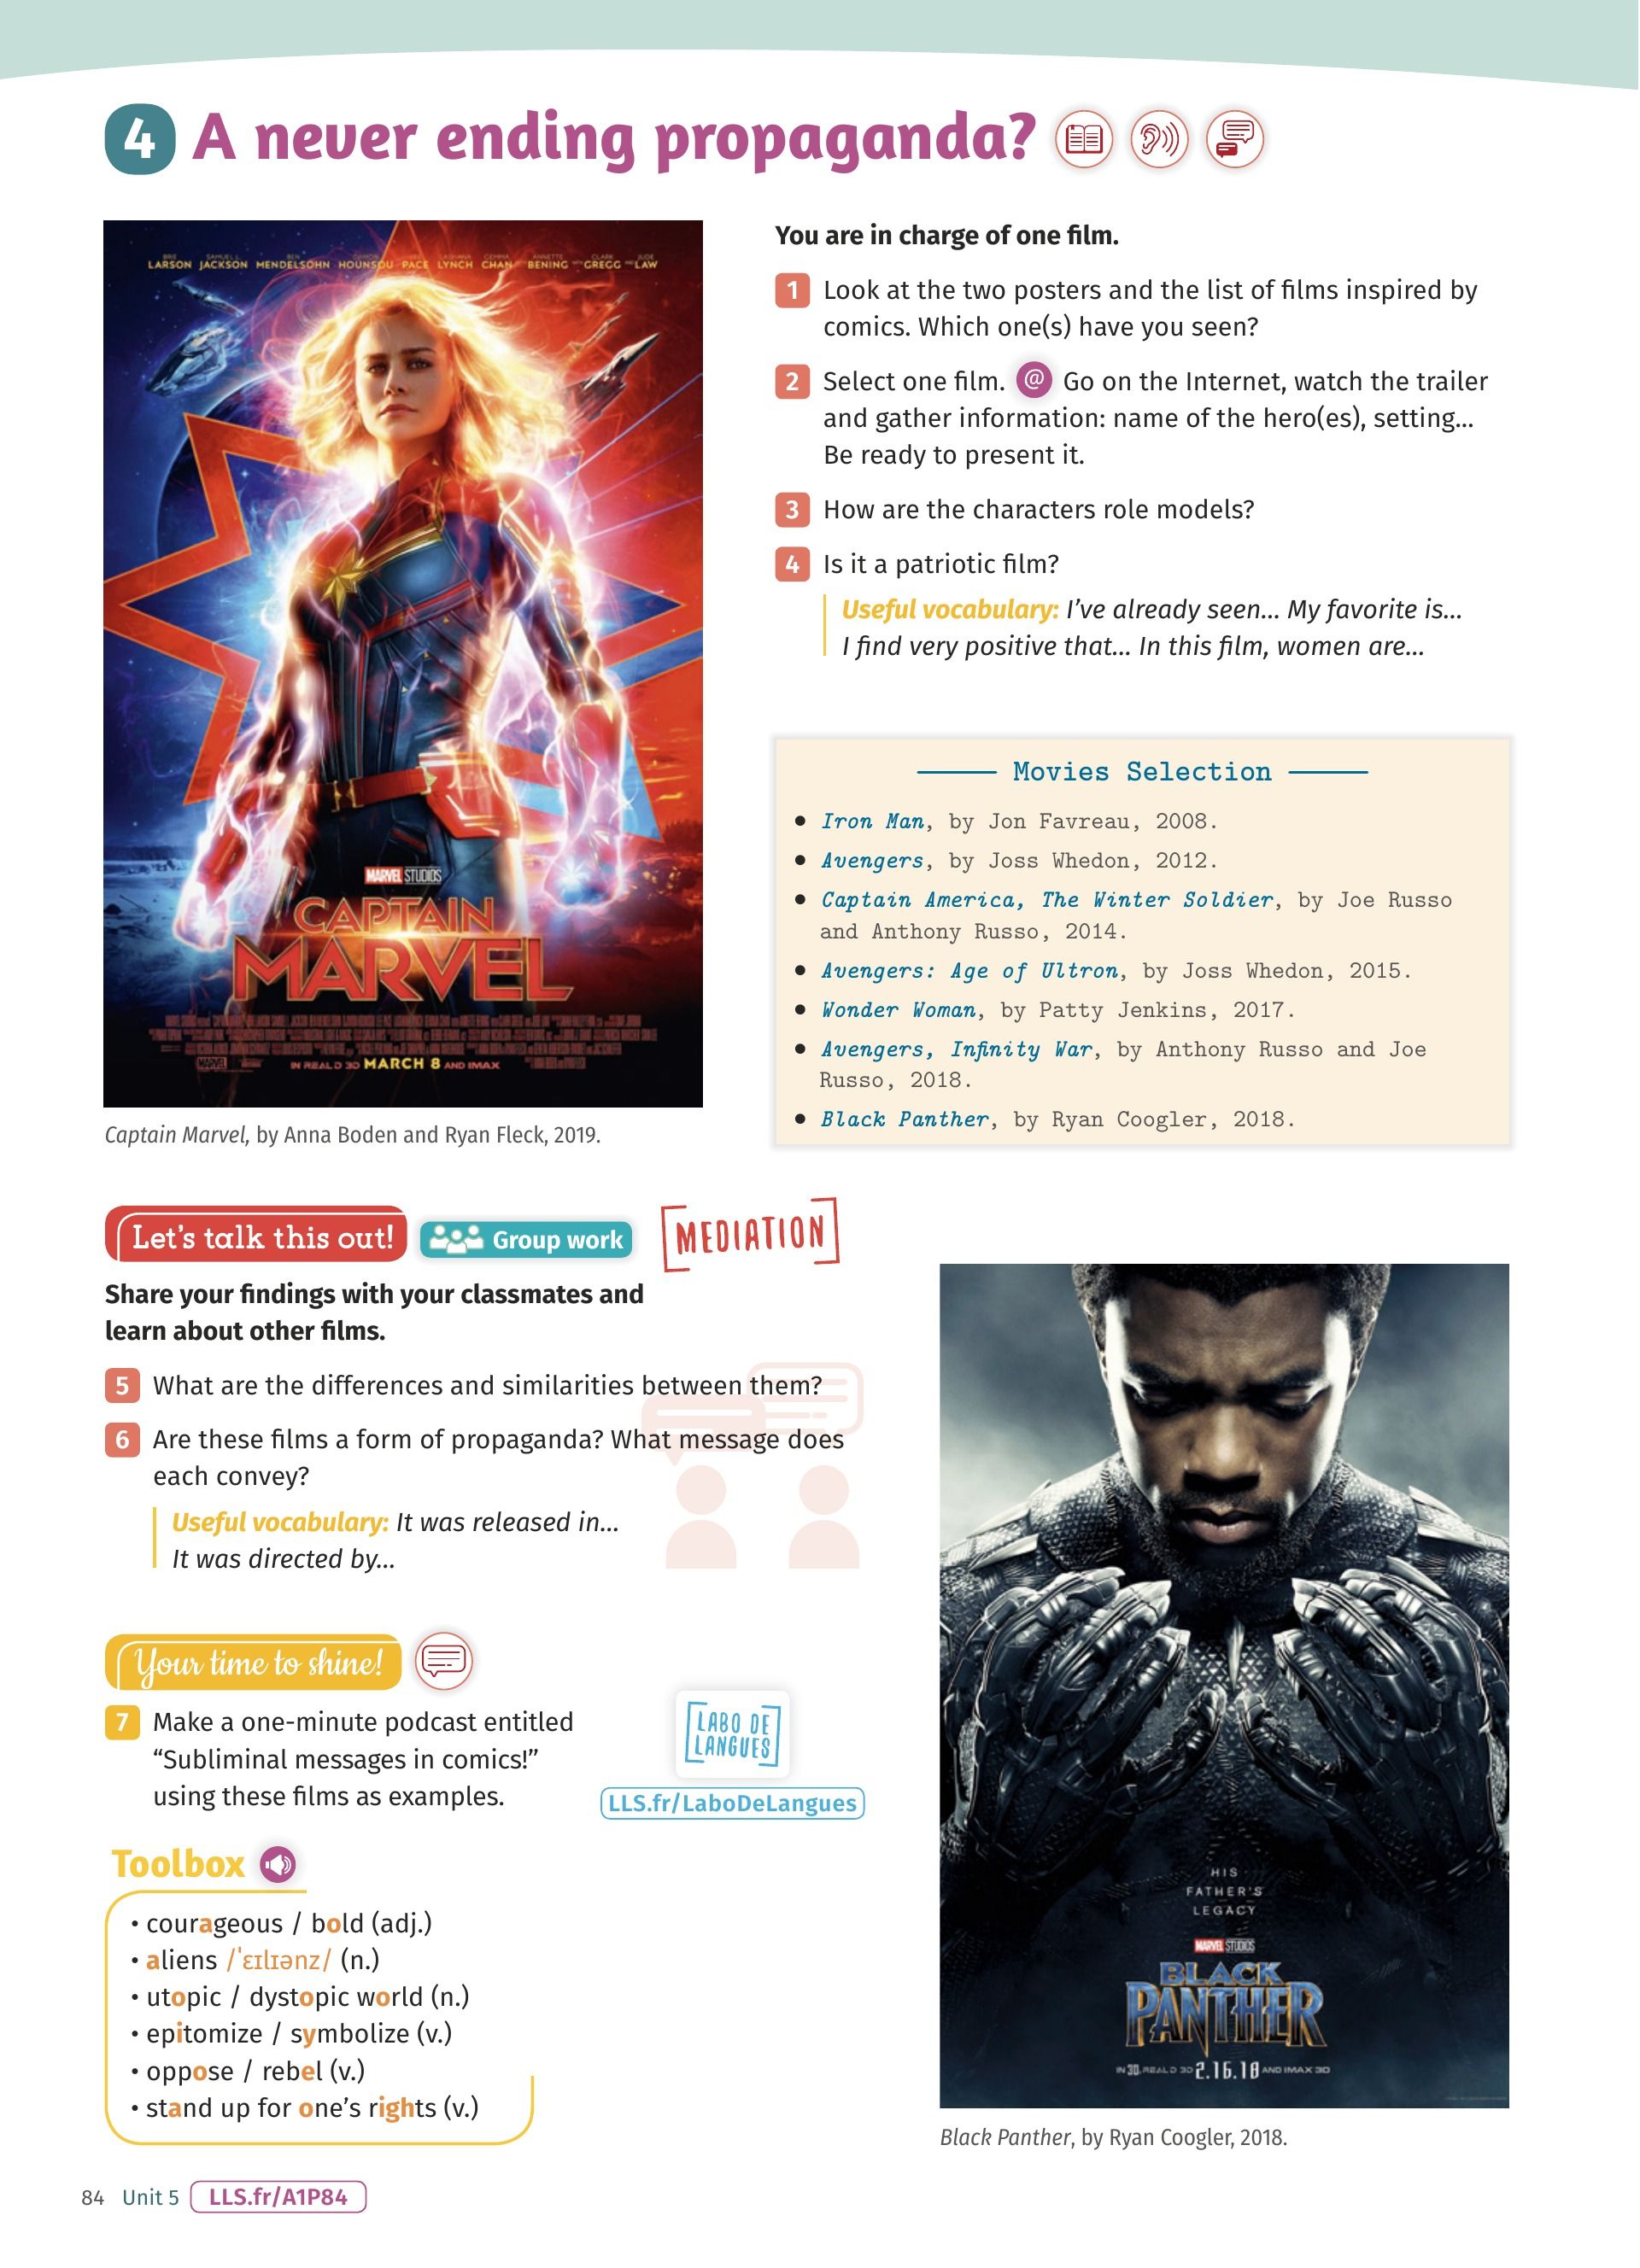 4 A never ending propaganda?
LARSON JACKSON MENDELSOHN HOUNSOU PACE LYNCH CHAN BENING GREGG LAW
MARVEL STUDIOS
CAPTAIN
MARVEL
IN REAL D 3D MARCH 8 AND IMAX
Captain Marvel, by Anna Boden and Ryan Fleck, 2019.
You are in charge of one film.
1 Look at the two posters and the list of films inspired by
comics. Which one(s) have you seen?
2 Select one film. @ Go on the Internet, watch the trailer
and gather information: name of the hero(es), setting...
Be ready to present it.
3 How are the characters role models?
4 Is it a patriotic film?
Useful vocabulary: I've already seen... My favorite is...
I find very positive that... In this film, women are...
Movies Selection
• Iron Man, by Jon Favreau, 2008.
• Avengers, by Joss Whedon, 2012.
• Captain America, The Winter Soldier, by Joe Russo
and Anthony Russo, 2014.
• Avengers: Age of Ultron, by Joss Whedon, 2015.
• Wonder Woman, by Patty Jenkins, 2017.
• Avengers, Infinity War, by Anthony Russo and Joe
Russo, 2018.
• Black Panther, by Ryan Coogler, 2018.
Let's talk this out! Group work MEDIATION
Share your findings with your classmates and
learn about other films.
5 What are the differences and similarities between them?
6 Are these films a form of propaganda? What message does
each convey?
Useful vocabulary: It was released in...
It was directed by...
Your time to shine!
7 Make a one-minute podcast entitled
“Subliminal messages in comics!”
using these films as examples.
LABO DE
LANGUES
LLS.fr/LaboDeLangues
Toolbox
• courageous / bold (adj.)
• aliens /ˈɛɪlɪənz/ (n.)
• utopic / dystopic world (n.)
• epitomize / symbolize (v.)
• oppose / rebel (v.)
• stand up for one's rights (v.)
HIS
FATHER'S
LEGACY
MARVEL STUDIOS
BLACK
PANTHER
IN 3D, REAL D 3D 2.16.18 AND IMAX 3D
Black Panther, by Ryan Coogler, 2018.
84 Unit 5 LLS.fr/A1P84